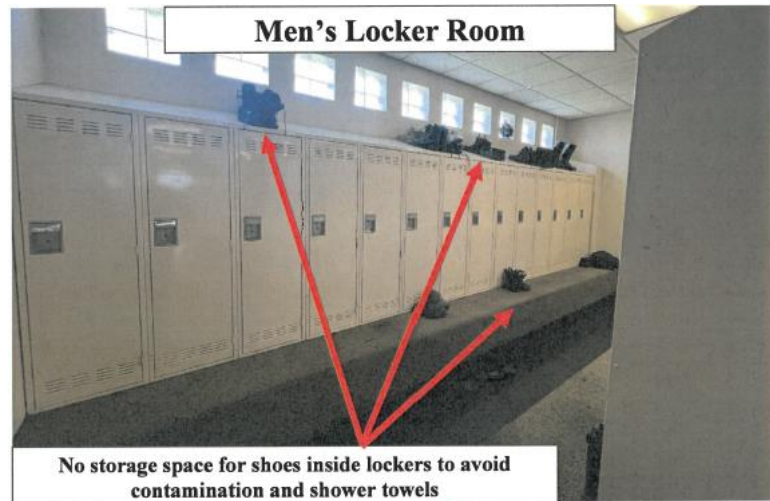 Men's Locker Room
No storage space for shoes inside lockers to avoid
contamination and shower towels